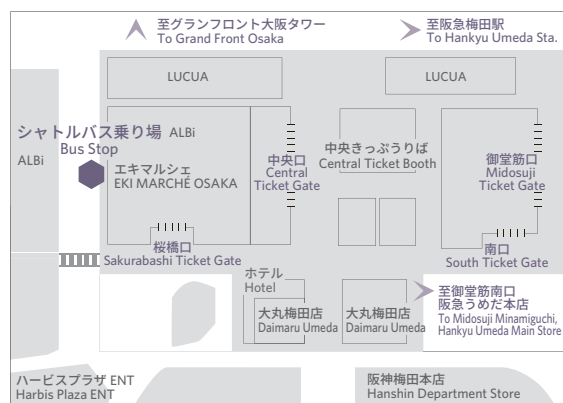 至グランフロント大阪タワー
To Grand Front Osaka
至阪急梅田駅
To Hankyu Umeda Sta.
LUCUA
LUCUA
シャトルバス乗り場
Bus Stop
ALBi
ALBi
エキマルシェ
EKI MARCHÉ OSAKA
中央口
Central
Ticket Gate
中央きっぷうりば
Central Ticket Booth
御堂筋口
Midosuji
Ticket Gate
桜橋口
Sakurabashi Ticket Gate
南口
South Ticket Gate
ホテル
Hotel
大丸梅田店
Daimaru Umeda
大丸梅田店
Daimaru Umeda
至御堂筋南口
阪急うめだ本店
To Midosuji Minamiguchi,
Hankyu Umeda Main Store
ハービスプラザ ENT
Harbis Plaza ENT
阪神梅田本店
Hanshin Department Store